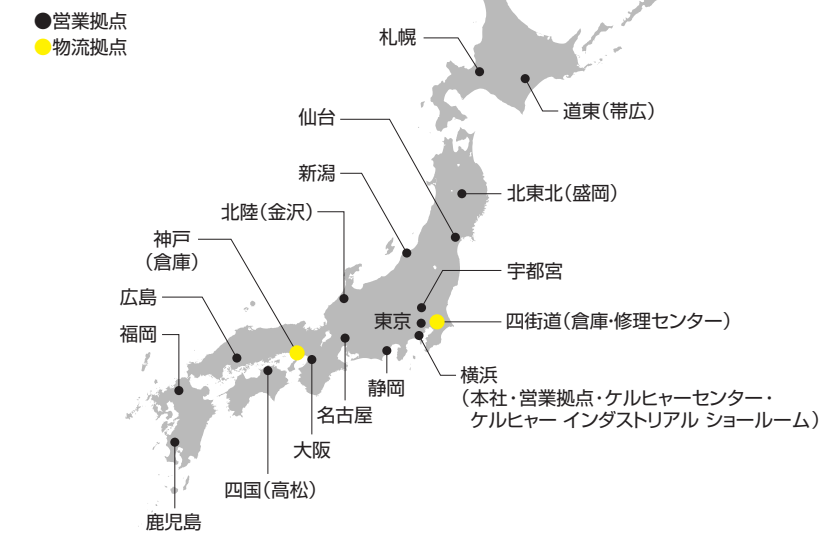 ●営業拠点
●物流拠点
札幌
道東(帯広)
仙台
新潟
北東北(盛岡)
北陸(金沢)
神戸
(倉庫)
宇都宮
広島
東京
四街道(倉庫・修理センター)
福岡
横浜
(本社・営業拠点・ケルヒャーセンター・
ケルヒャー インダストリアル ショールーム)
静岡
名古屋
大阪
四国(高松)
鹿児島